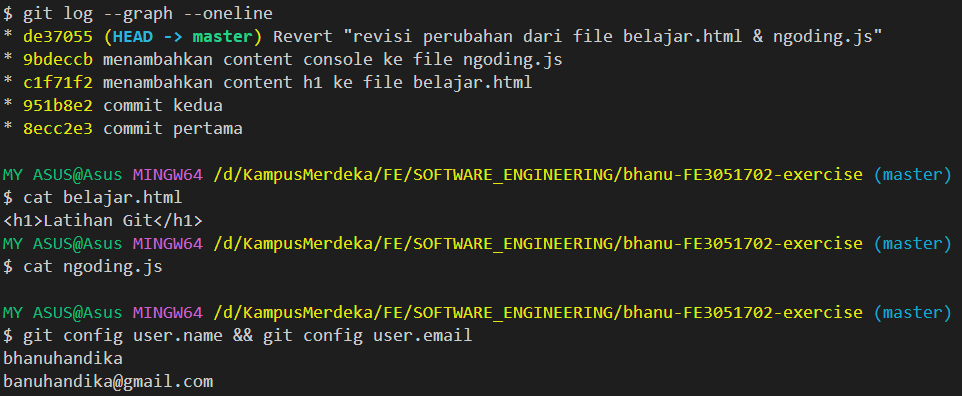 $ git log --graph --oneline
* de37055 (HEAD -> master) Revert "revisi perubahan dari file belajar.html & ngoding.js"
* 9bdeccb menambahkan content console ke file ngoding.js
* c1f71f2 menambahkan content h1 ke file belajar.html
* 951b8e2 commit kedua
* 8ecc2e3 commit pertama
MY ASUS@Asus MINGW64 /d/KampusMerdeka/FE/SOFTWARE_ENGINEERING/bhanu-FE3051702-exercise (master)
$ cat belajar.html
<h1>Latihan Git</h1>
MY ASUS@Asus MINGW64 /d/KampusMerdeka/FE/SOFTWARE_ENGINEERING/bhanu-FE3051702-exercise (master)
$ cat ngoding.js
MY ASUS@Asus MINGW64 /d/KampusMerdeka/FE/SOFTWARE_ENGINEERING/bhanu-FE3051702-exercise (master)
$ git config user.name && git config user.email
bhanuhandika
banuhandika@gmail.com